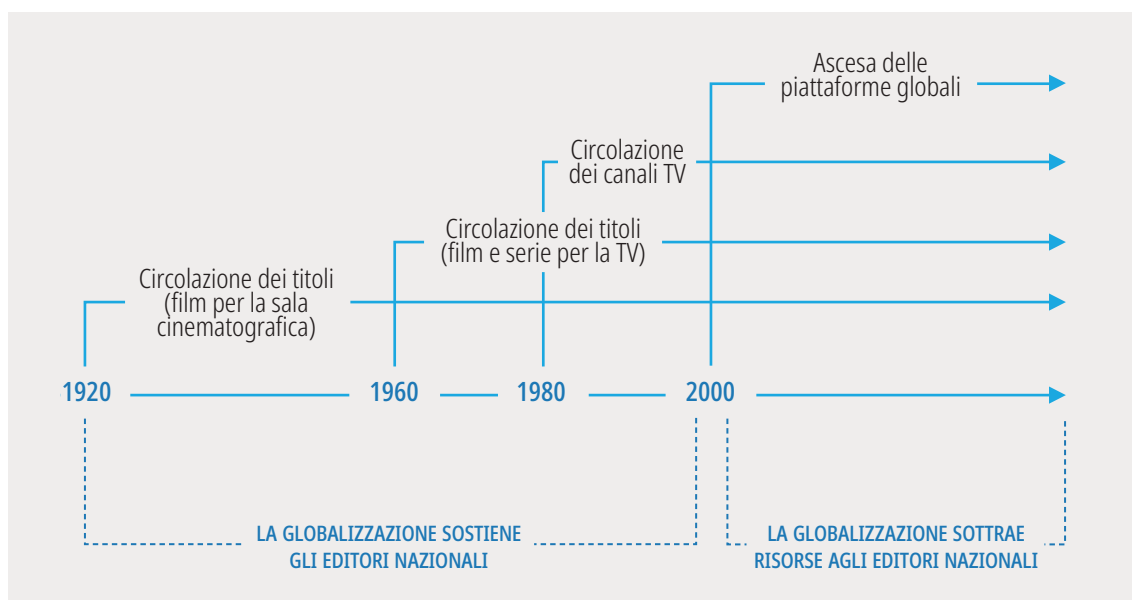 Ascesa delle
piattaforme globali
Circolazione
dei canali TV
Circolazione dei titoli
(film e serie per la TV)
Circolazione dei titoli
(film per la sala
cinematografica)
1920
1960
1980
2000
LA GLOBALIZZAZIONE SOSTIENE
GLI EDITORI NAZIONALI
LA GLOBALIZZAZIONE SOTTRAE
RISORSE AGLI EDITORI NAZIONALI